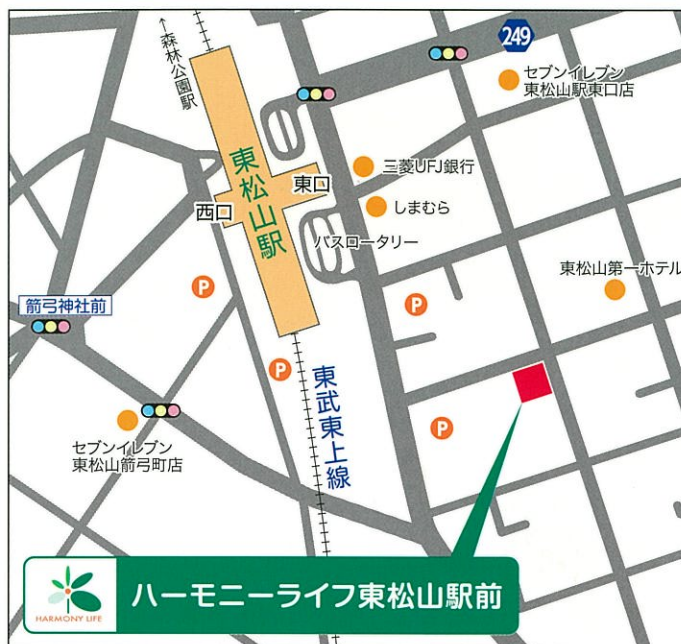 249
←森林公園駅
セブンイレブン
東松山駅東口店
東松山駅
東口
西口
三菱UFJ銀行
しまむら
バスロータリー
東松山第一ホテル
P
P
箭弓神社前
P
東武東上線
P
セブンイレブン
東松山箭弓町店
HARMONY LIFE
ハーモニーライフ東松山駅前